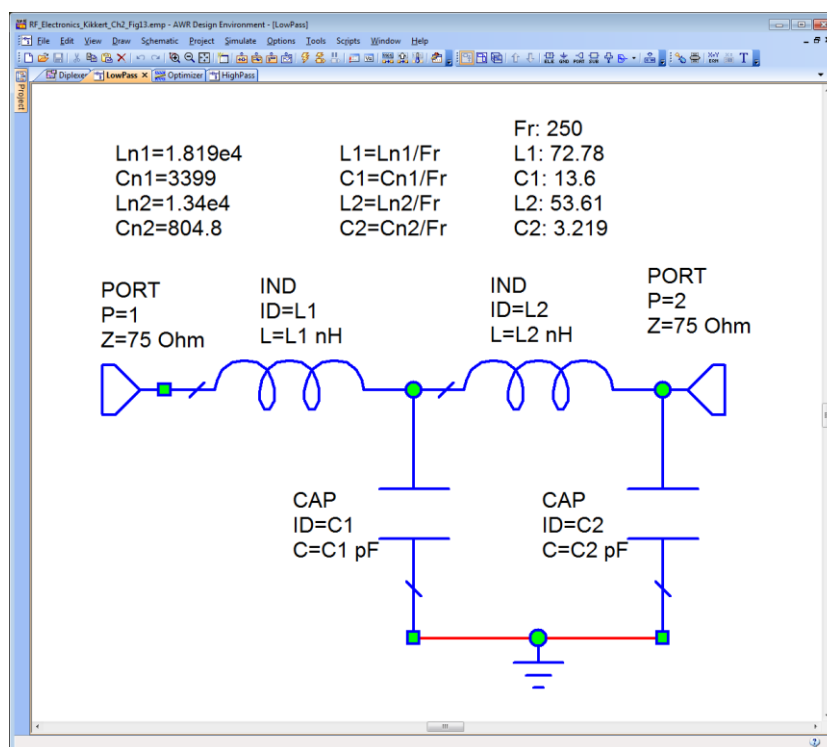 RF_Electronics_Kikkert_Ch2_Fig13.emp - AWR Design Environment - [LowPass]
File Edit View Draw Schematic Project Simulate Options Tools Scripts Window Help
Diplexe LowPass Optimizer HighPass
Project
Ln1=1.819e4
Cn1=3399
Ln2=1.34e4
Cn2=804.8
L1=Ln1/Fr
C1=Cn1/Fr
L2=Ln2/Fr
C2=Cn2/Fr
Fr: 250
L1: 72.78
C1: 13.6
L2: 53.61
C2: 3.219
PORT
P=1
Z=75 Ohm
IND
ID=L1
L=L1 nH
IND
ID=L2
L=L2 nH
PORT
P=2
Z=75 Ohm
CAP
ID=C1
C=C1 pF
CAP
ID=C2
C=C2 pF